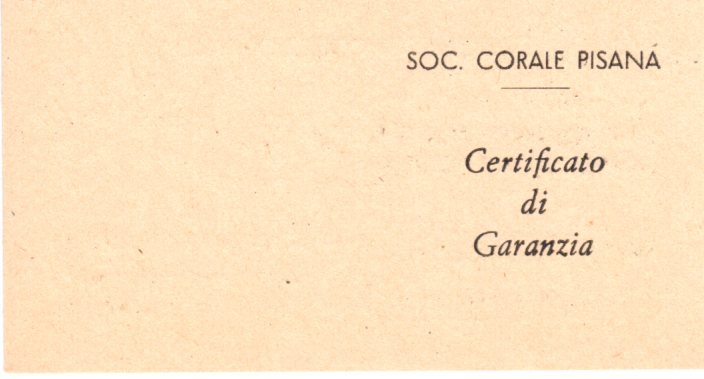 SOC. CORALE PISANA
Certificato
di
Garanzia